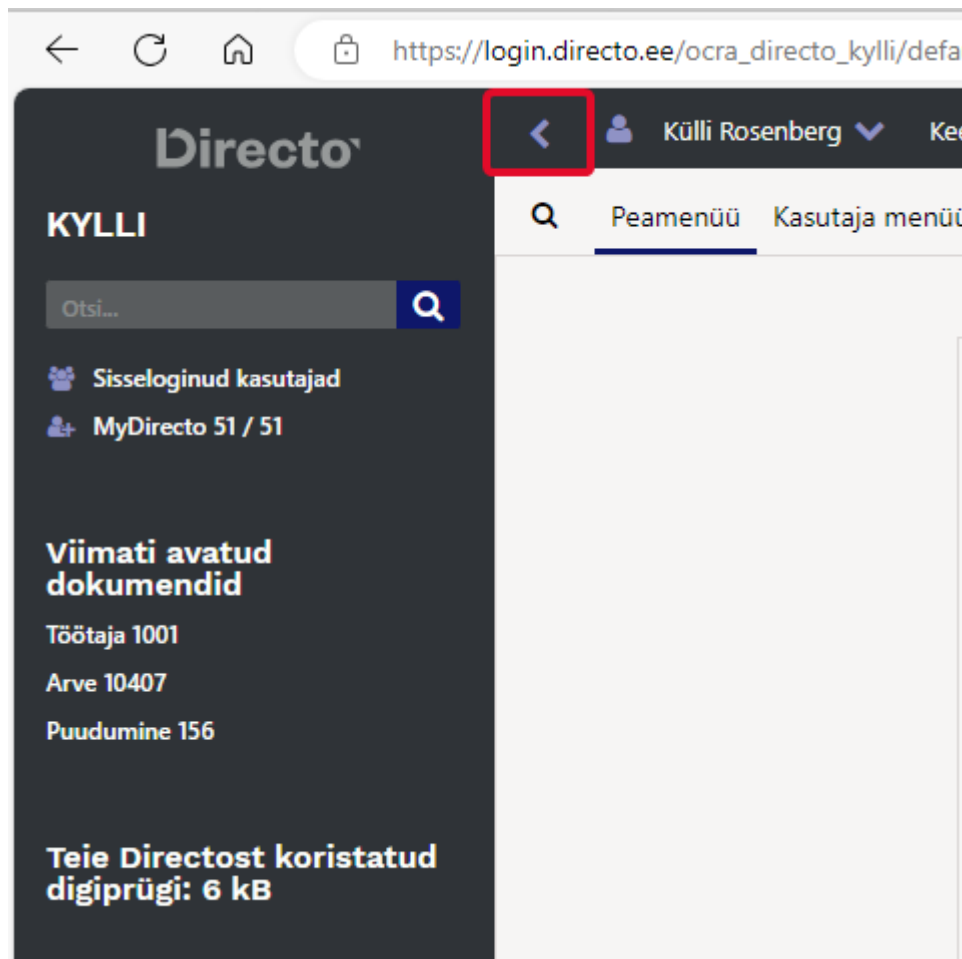 https://login.directo.ee/ocra_directo_kylli/defa
Directo
Külli Rosenberg
KYLLI
Peamenüü Kasutaja menüü
Otsi...
Sisseloginud kasutajad
MyDirecto 51 / 51
Viimati avatud
dokumendid
Töötaja 1001
Arve 10407
Puudumine 156
Teie Directost koristatud
digiprügi: 6 kB